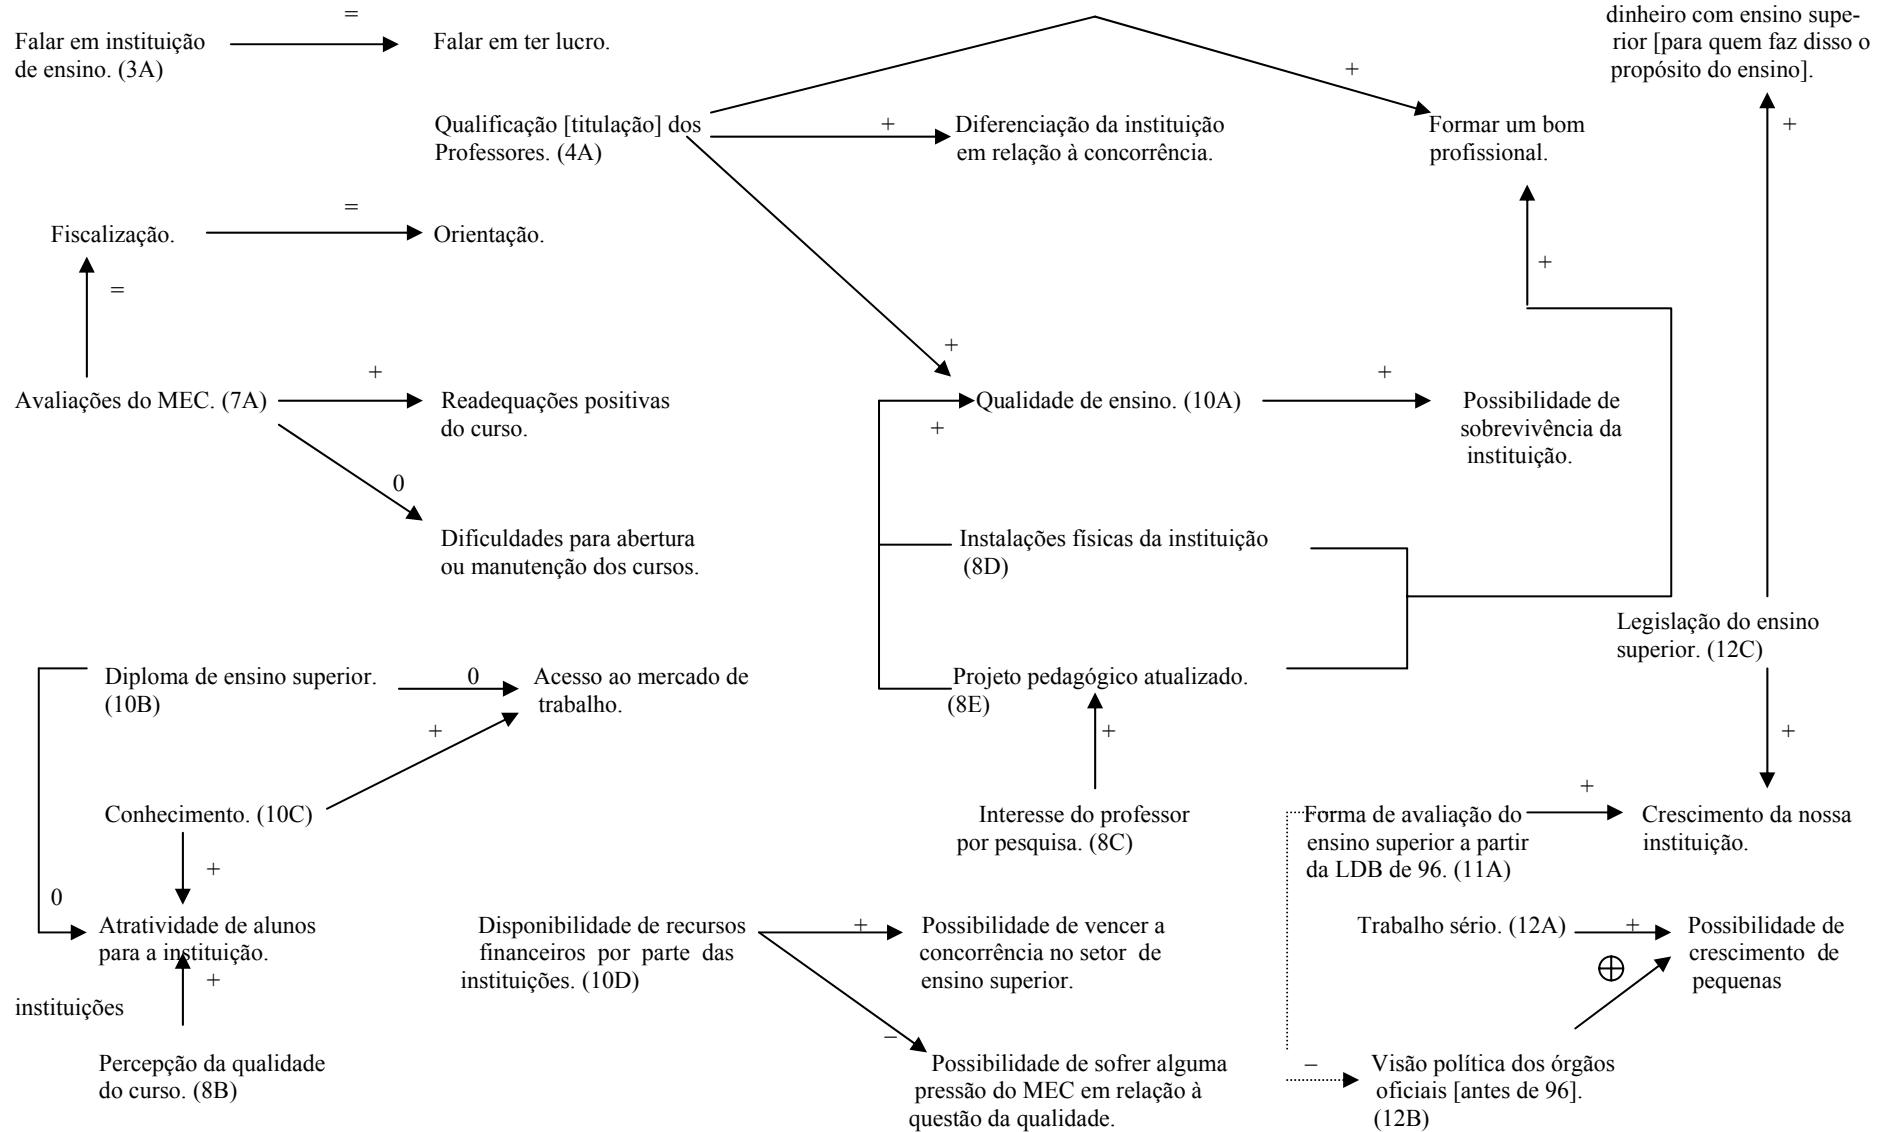 =
dinheiro com ensino supe-
rior [para quem faz disso o
propósito do ensino].
Falar em instituição
de ensino. (3A)
Falar em ter lucro.
+
+
Qualificação [titulação] dos
Professores. (4A)
+
Diferenciação da instituição
em relação à concorrência.
Formar um bom
profissional.
=
Fiscalização.
Orientação.
=
+
+
+
+
Avaliações do MEC. (7A)
Readequações positivas
do curso.
+
Qualidade de ensino. (10A)
+
Possibilidade de
sobrevivência da
instituição.
0
Dificuldades para abertura
ou manutenção dos cursos.
Instalações físicas da instituição
(8D)
Legislação do ensino
superior. (12C)
Diploma de ensino superior.
(10B)
0
Acesso ao mercado de
trabalho.
Projeto pedagógico atualizado.
(8E)
+
+
+
Conhecimento. (10C)
Interesse do professor
por pesquisa. (8C)
Forma de avaliação do
ensino superior a partir
da LDB de 96. (11A)
+
Crescimento da nossa
instituição.
+
0
Atratividade de alunos
para a instituição.
+
instituições
Percepção da qualidade
do curso. (8B)
Disponibilidade de recursos
financeiros por parte das
instituições. (10D)
+
Possibilidade de vencer a
concorrência no setor de
ensino superior.
–
Possibilidade de sofrer alguma
pressão do MEC em relação à
questão da qualidade.
Trabalho sério. (12A)
+
Possibilidade de
crescimento de
pequenas
⊕
–
Visão política dos órgãos
oficiais [antes de 96].
(12B)